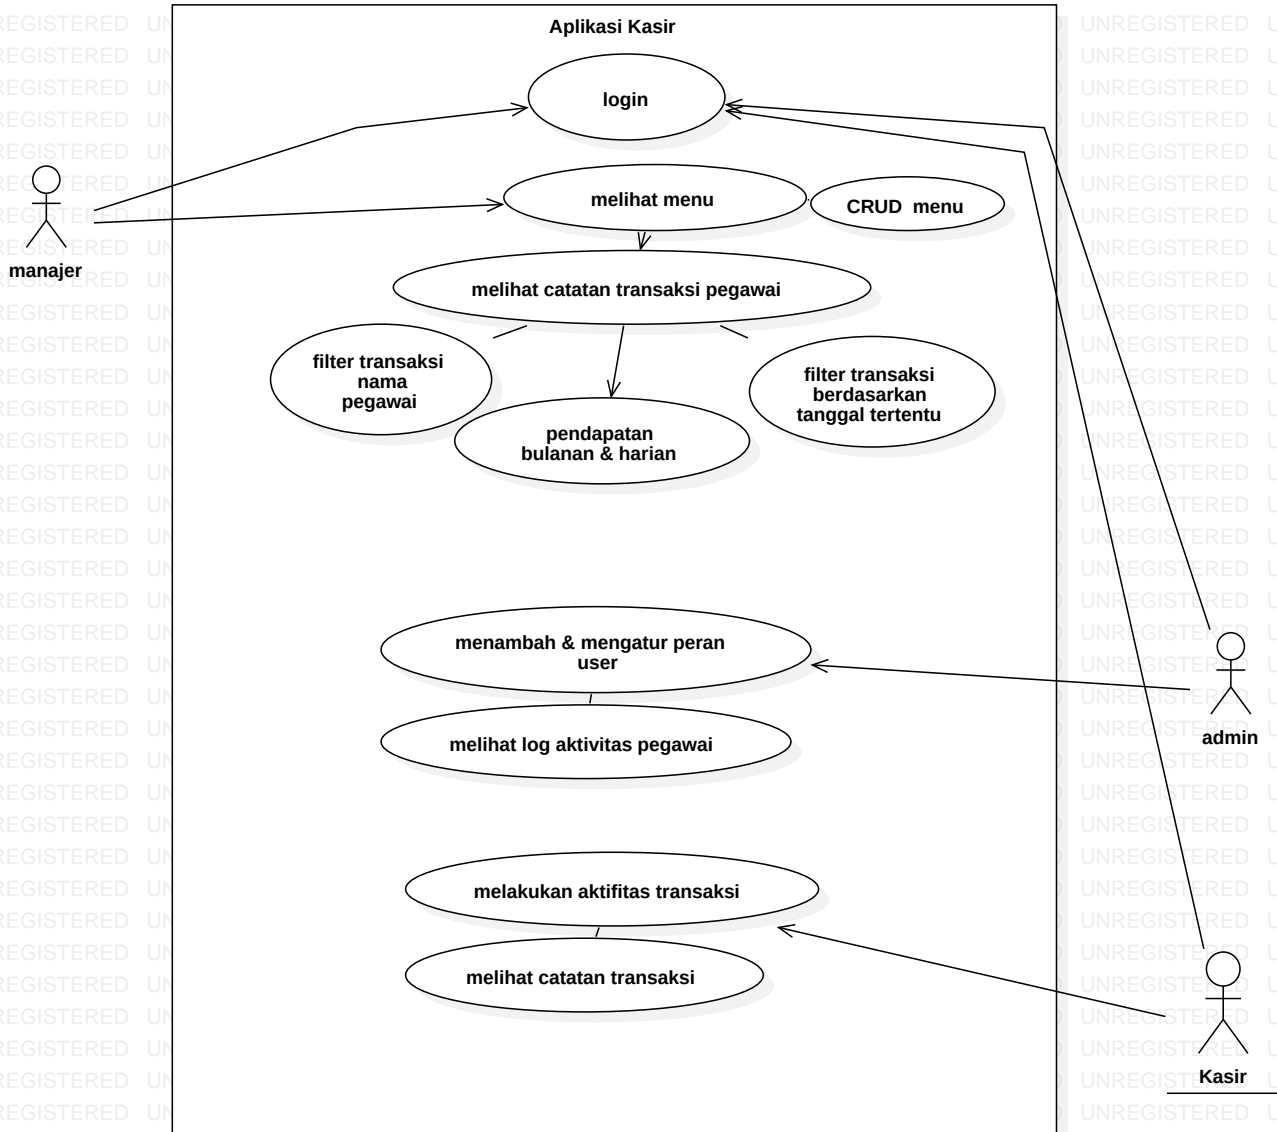 Aplikasi Kasir
login
melihat menu
CRUD menu
manajer
melihat catatan transaksi pegawai
filter transaksi
nama
pegawai
filter transaksi
berdasarkan
tanggal tertentu
pendapatan
bulanan & harian
menambah & mengatur peran
user
melihat log aktivitas pegawai
admin
melakukan aktifitas transaksi
melihat catatan transaksi
Kasir
UNREGISTERED